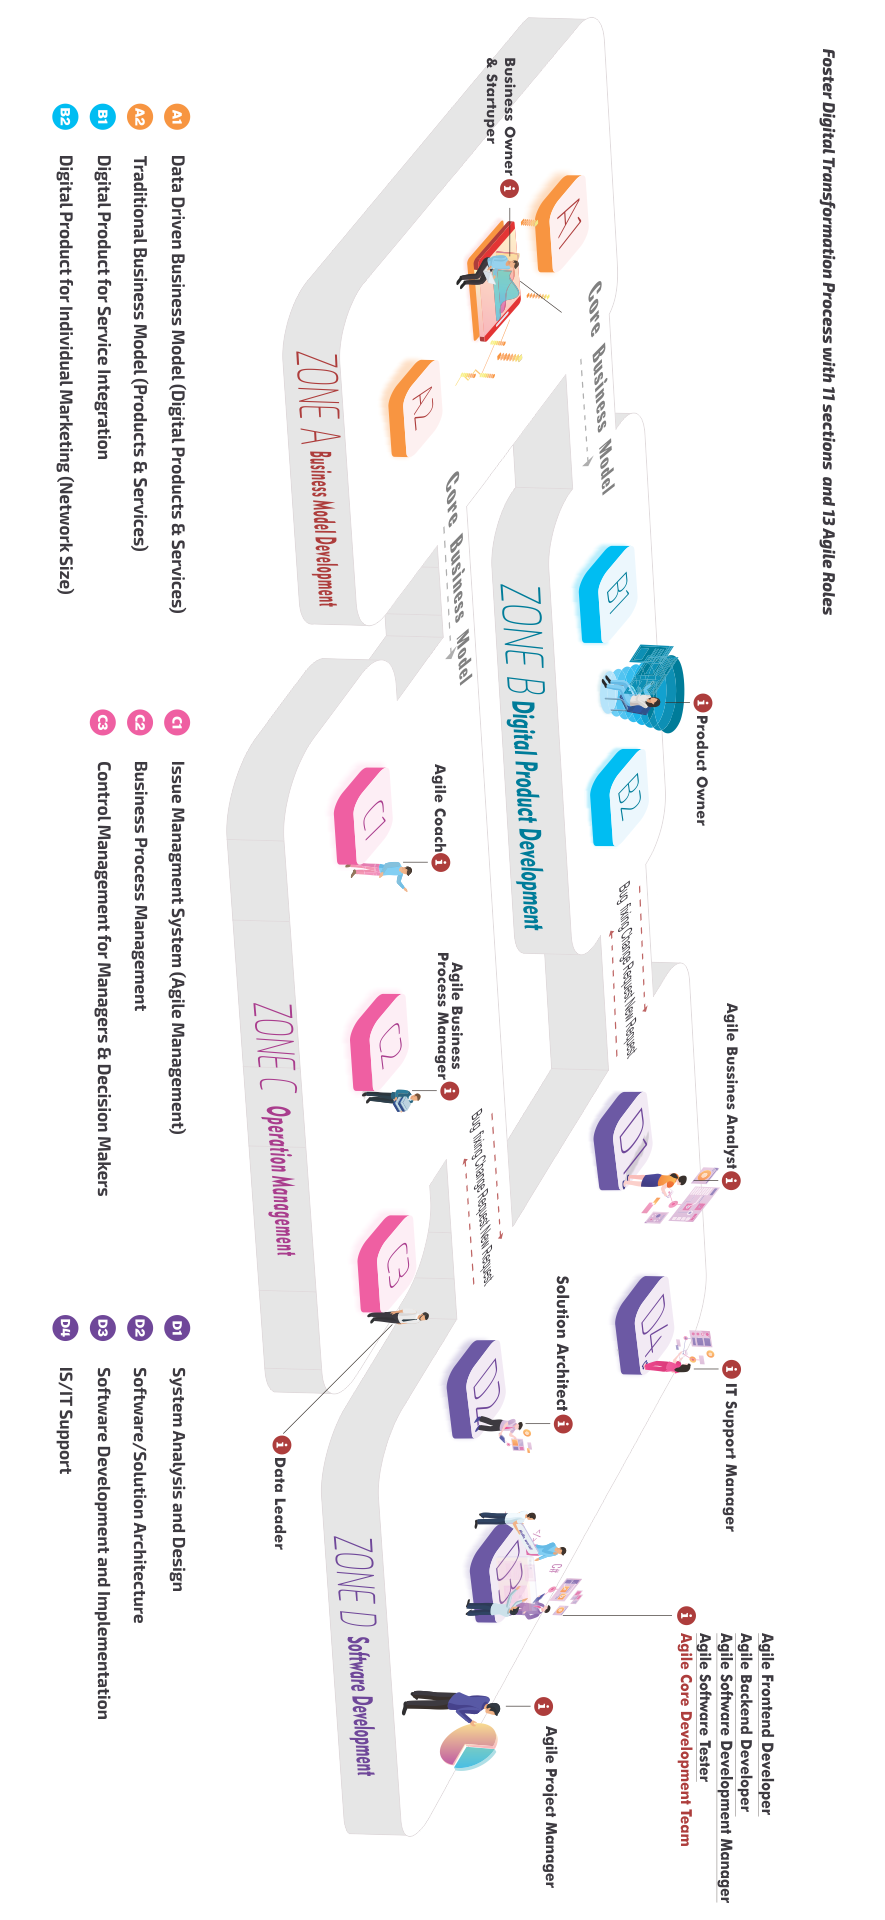 Foster Digital Transformation Process with 11 sections and 13 Agile Roles
Business Owner
& Startuper
A1
A2
Core Business Model
Core Business Model
ZONE A Business Model Development
B1
B2
Product Owner
ZONE B Digital Product Development
Bug fixing Change Request New Request
Agile Coach
C1
Agile Business
Process Manager
C2
C3
Bug fixing Change Request New Request
ZONE C Operation Management
Data Leader
Agile Bussines Analyst
D1
IT Support Manager
D4
Solution Architect
D2
D3
C#
Agile Frontend Developer
Agile Backend Developer
Agile Software Development Manager
Agile Software Tester
Agile Core Development Team
Agile Project Manager
ZONE D Software Development
A1 Data Driven Business Model (Digital Products & Services)
A2 Traditional Business Model (Products & Services)
B1 Digital Product for Service Integration
B2 Digital Product for Individual Marketing (Network Size)
C1 Issue Managment System (Agile Management)
C2 Business Process Management
C3 Control Management for Managers & Decision Makers
D1 System Analysis and Design
D2 Software/Solution Architecture
D3 Software Development and Implementation
D4 IS/IT Support